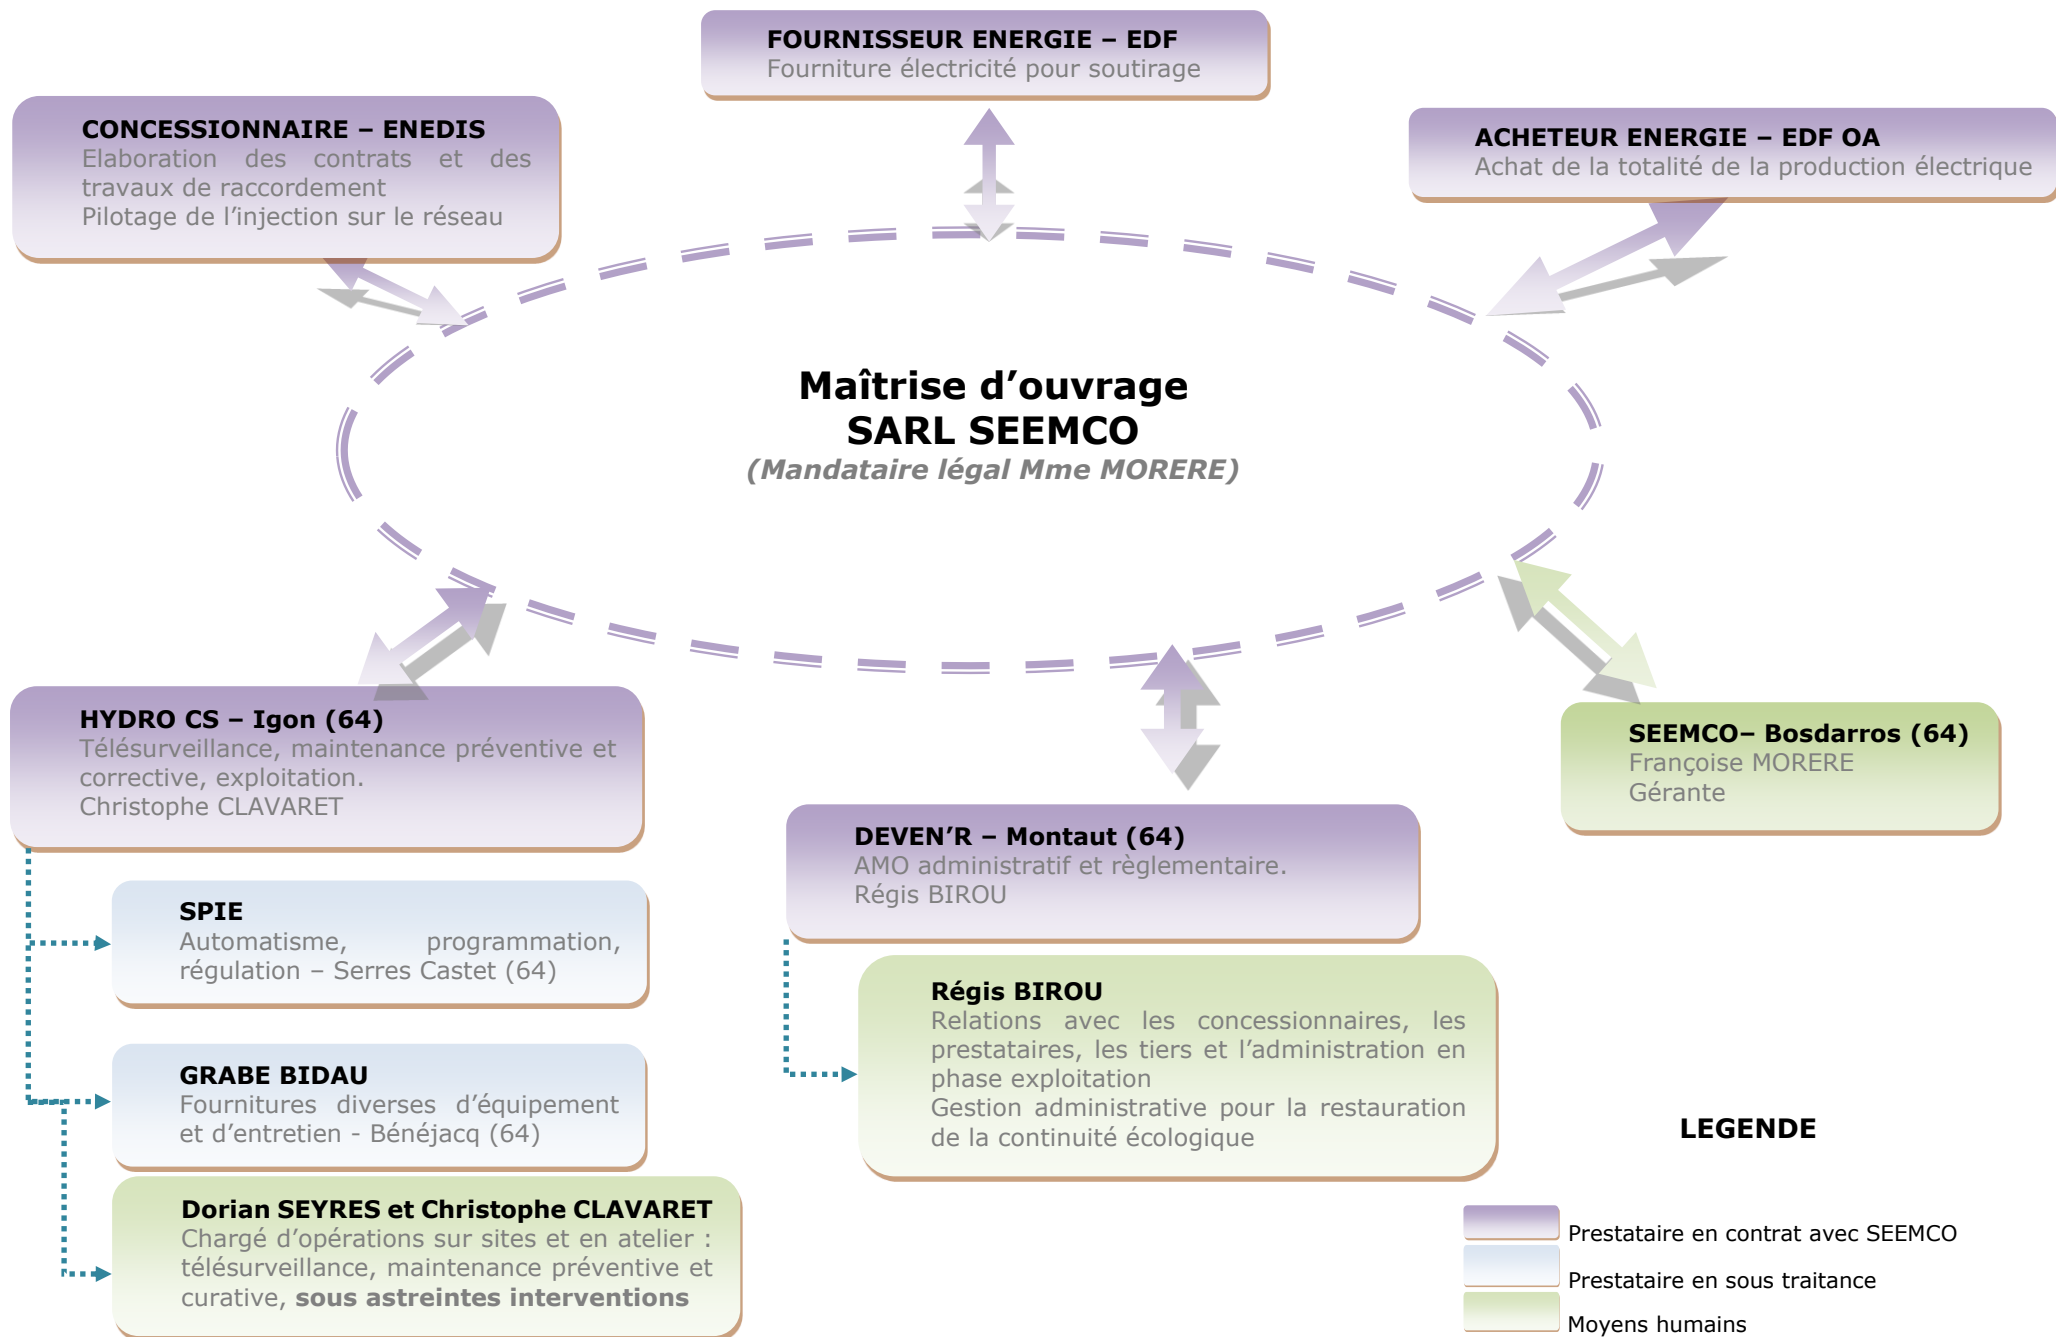 FOURNISSEUR ENERGIE – EDF
Fourniture électricité pour soutirage
CONCESSIONNAIRE – ENEDIS
Elaboration des contrats et des
travaux de raccordement
Pilotage de l’injection sur le réseau
ACHETEUR ENERGIE – EDF OA
Achat de la totalité de la production électrique
Maîtrise d’ouvrage
SARL SEEMCO
(Mandataire légal Mme MORERE)
HYDRO CS – Igon (64)
Télésurveillance, maintenance préventive et
corrective, exploitation.
Christophe CLAVARET
SEEMCO– Bosdarros (64)
Françoise MORERE
Gérante
DEVEN’R – Montaut (64)
AMO administratif et règlementaire.
Régis BIROU
SPIE
Automatisme, programmation,
régulation – Serres Castet (64)
Régis BIROU
Relations avec les concessionnaires, les
prestataires, les tiers et l’administration en
phase exploitation
Gestion administrative pour la restauration
de la continuité écologique
GRABE BIDAU
Fournitures diverses d’équipement
et d’entretien - Bénéjacq (64)
Dorian SEYRES et Christophe CLAVARET
Chargé d’opérations sur sites et en atelier :
télésurveillance, maintenance préventive et
curative, sous astreintes interventions
LEGENDE
Prestataire en contrat avec SEEMCO
Prestataire en sous traitance
Moyens humains